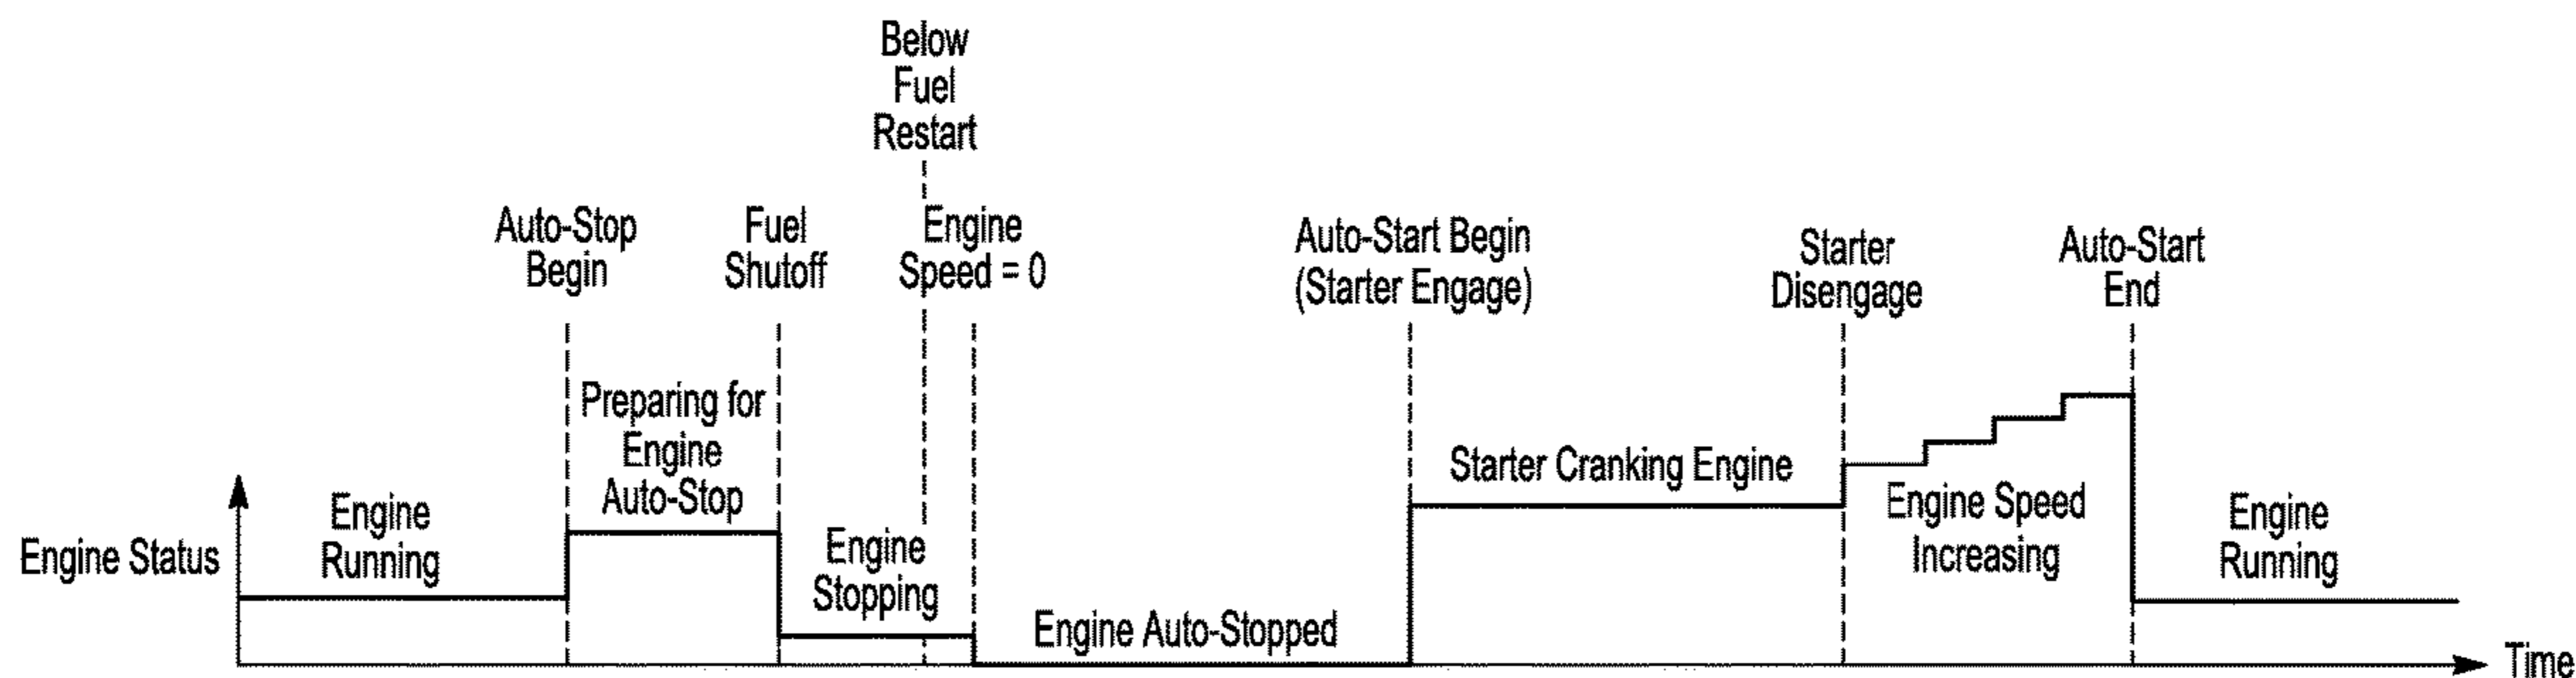 Below
Fuel
Restart
Auto-Stop
Begin
Fuel
Shutoff
Engine
Speed = 0
Auto-Start Begin
(Starter Engage)
Starter
Disengage
Auto-Start
End
Preparing for
Engine
Auto-Stop
Engine Status
Engine
Running
Engine
Stopping
Engine Auto-Stopped
Starter Cranking Engine
Engine Speed
Increasing
Engine
Running
Time